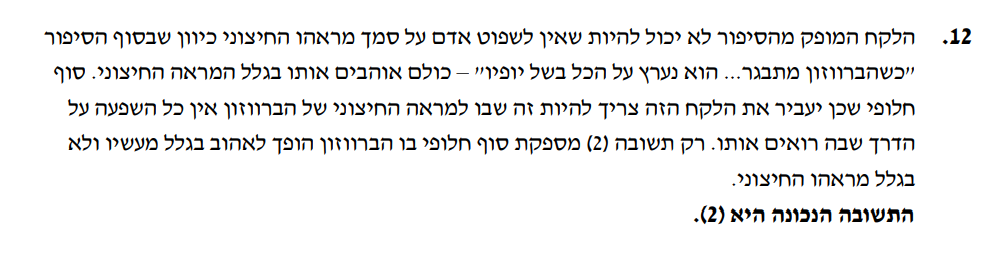 12. הלקח המופק מהסיפור לא יכול להיות שאין לשפוט אדם על סמך מראהו החיצוני כיוון שבסוף הסיפור
"כשהברווזון מתבגר... הוא נערץ על הכל בשל יופיו" – כולם אוהבים אותו בגלל המראה החיצוני. סוף
חלופי שכן יעביר את הלקח הזה צריך להיות זה שבו למראה החיצוני של הברווזון אין כל השפעה על
הדרך שבה רואים אותו. רק תשובה (2) מספקת סוף חלופי בו הברווזון הופך לאהוב בגלל מעשיו ולא
בגלל מראהו החיצוני.
התשובה הנכונה היא (2).